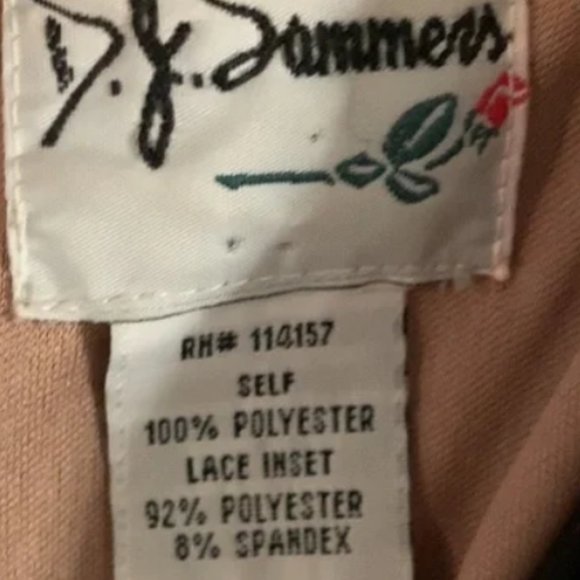 D.J. Summers
RN# 114157
SELF
100% POLYESTER
LACE INSET
92% POLYESTER
8% SPANDEX